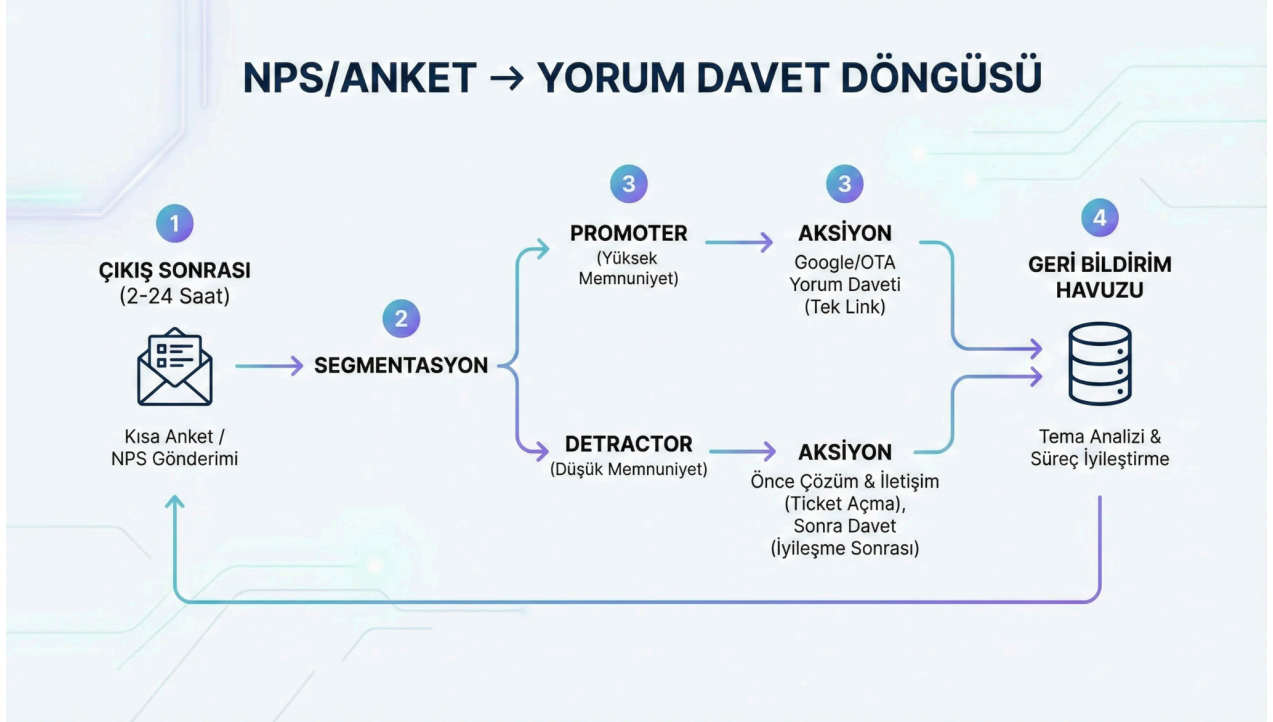 NPS/ANKET → YORUM DAVET DÖNGÜSÜ
1
ÇIKIŞ SONRASI
(2-24 Saat)
Kısa Anket /
NPS Gönderimi
2
SEGMENTASYON
3
PROMOTER
(Yüksek
Memnuniyet)
3
AKSİYON
Google/OTA
Yorum Daveti
(Tek Link)
DETRACTOR
(Düşük Memnuniyet)
AKSİYON
Önce Çözüm & İletişim
(Ticket Açma),
Sonra Davet
(İyileşme Sonrası)
4
GERİ BİLDİRİM
HAVUZU
Tema Analizi &
Süreç İyileştirme